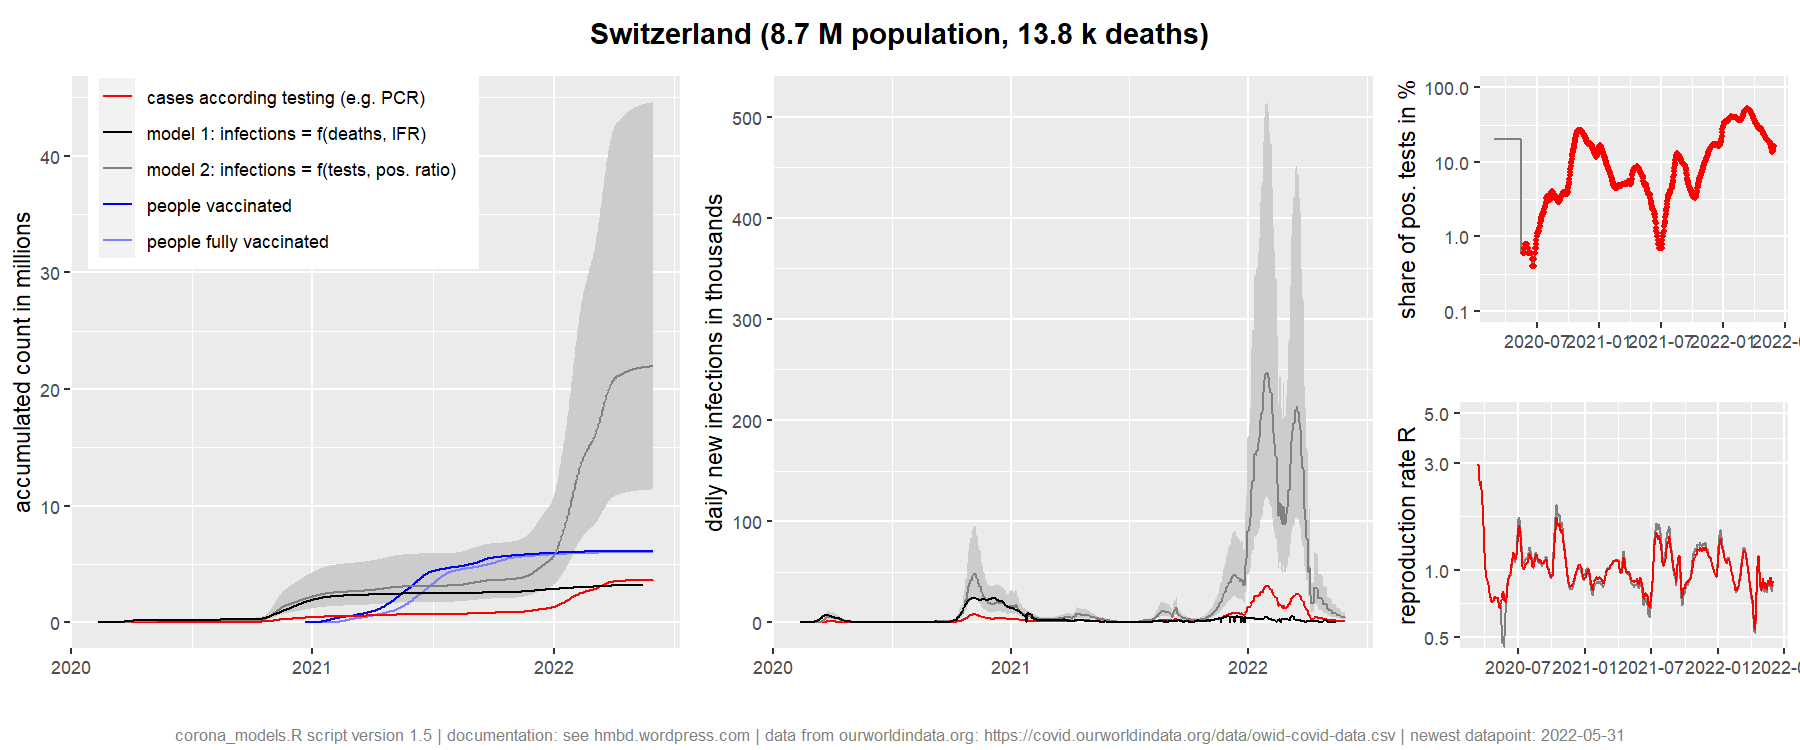 Switzerland (8.7 M population, 13.8 k deaths)
cases according testing (e.g. PCR)
model 1: infections = f(deaths, IFR)
model 2: infections = f(tests, pos. ratio)
people vaccinated
people fully vaccinated
accumulated count in millions
40
30
20
10
0
2020
2021
2022
daily new infections in thousands
500
400
300
200
100
0
2020
2021
2022
share of pos. tests in %
100.0
10.0
1.0
0.1
2020-07 2021-01 2021-07 2022-01 2022-0
reproduction rate R
5.0
3.0
1.0
0.5
2020-07 2021-01 2021-07 2022-01 2022-0
corona_models.R script version 1.5 | documentation: see hmbd.wordpress.com | data from ourworldindata.org: https://covid.ourworldindata.org/data/owid-covid-data.csv | newest datapoint: 2022-05-31